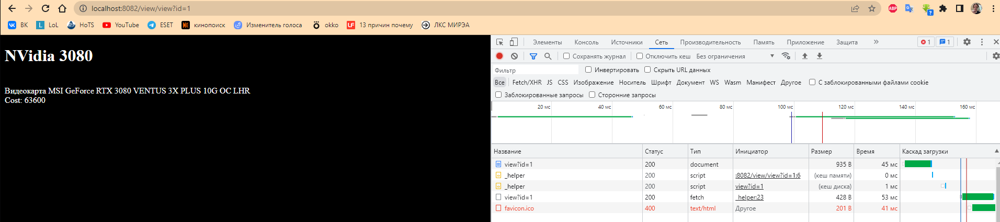 localhost:8082/view/view?id=1
ABP
?
ВК LoL HoTS YouTube ESET кинопоиск Изменитель голоса okko LF 13 причин почему ЛКС МИРЭА
Элементы Консоль Источники Сеть Производительность Память Приложение Защита » 1 1
Сохранять журнал Отключить кеш Без ограничения
Фильтр Инвертировать Скрыть URL данных
Все Fetch/XHR JS CSS Изображение Носитель Шрифт Документ WS Wasm Манифест Другое С заблокированными файлами cookie
Заблокированные запросы Сторонние запросы
20 мс 40 мс 60 мс 80 мс 100 мс 120 мс 140 мс 160 мс
Название Статус Тип Инициатор Размер Время Каскад загрузки
view?id=1 200 document 935 B 45 мс
_helper 200 script :8082/view/view?id=1:6 (кеш памяти) 0 мс
_helper 200 script view?id=1 (кеш диска) 1 мс
view?id=1 200 fetch _helper:23 428 B 53 мс
favicon.ico 400 text/html Другое 201 B 41 мс
NVidia 3080
Видеокарта MSI GeForce RTX 3080 VENTUS 3X PLUS 10G OC LHR
Cost: 63600